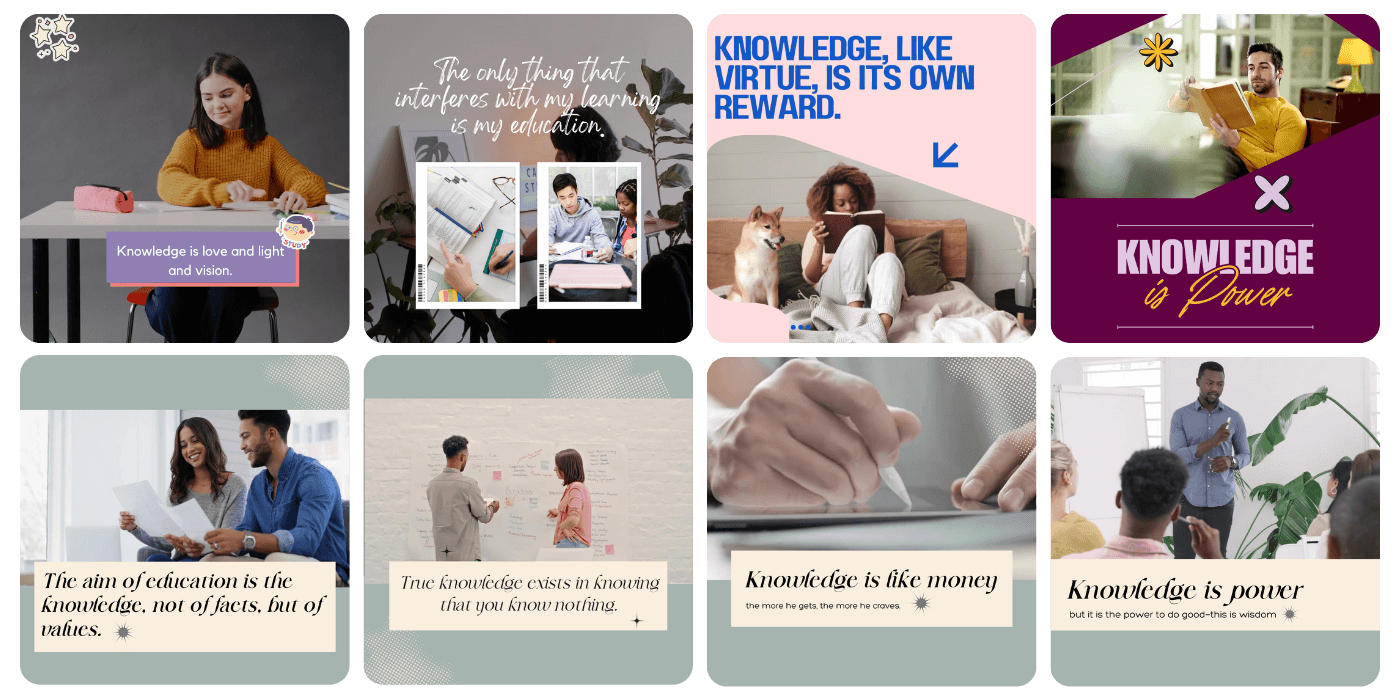 Knowledge is love and light
and vision.
STUDY
The only thing that
interferes with my learning
is my education.
KNOWLEDGE, LIKE
VIRTUE, IS ITS OWN
REWARD.
KNOWLEDGE
is Power
The aim of education is the
knowledge, not of facts, but of
values.
True knowledge exists in knowing
that you know nothing.
Knowledge is like money
the more he gets, the more he craves.
Knowledge is power
but it is the power to do good–this is wisdom